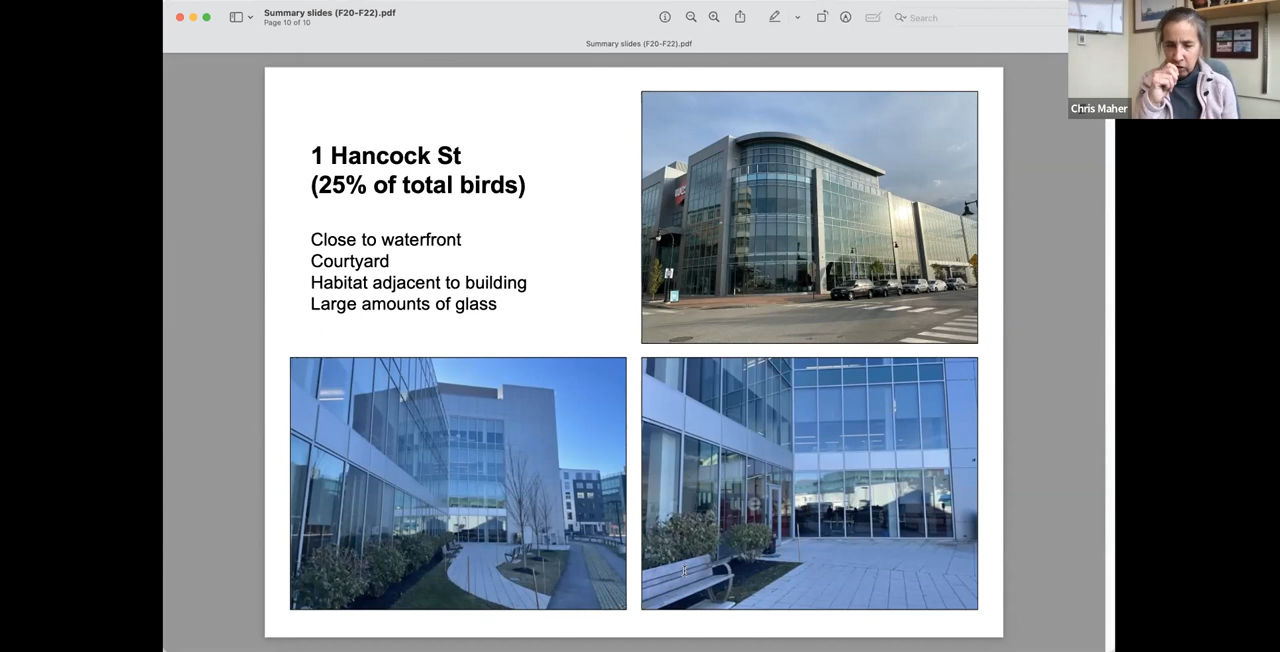 Summary slides (F20-F22).pdf
Page 10 of 10
Search
Summary slides (F20-F22).pdf
Chris Maher
1 Hancock St
(25% of total birds)
Close to waterfront
Courtyard
Habitat adjacent to building
Large amounts of glass